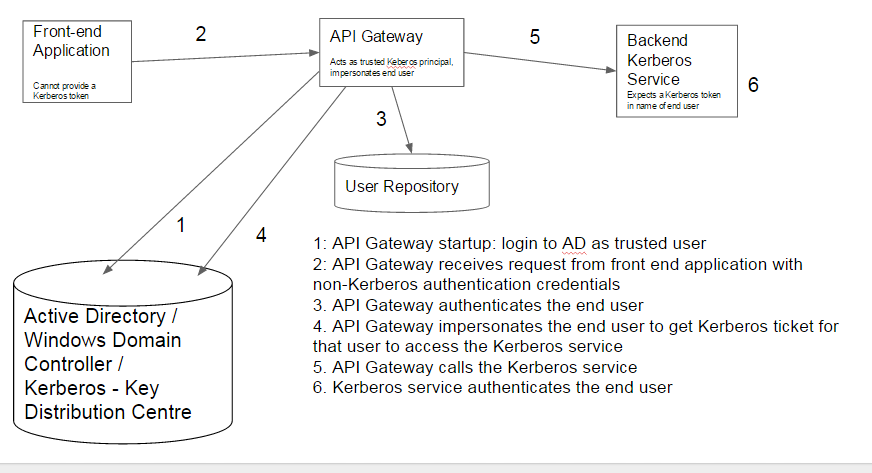 Front-end
Application
Cannot provide a
Kerberos token
2
API Gateway
Acts as trusted Keberos principal,
impersonates end user
5
Backend
Kerberos
Service
Expects a Kerberos token
in name of end user
6
3
User Repository
1
4
Active Directory /
Windows Domain
Controller /
Kerberos - Key
Distribution Centre
1: API Gateway startup: login to AD as trusted user
2: API Gateway receives request from front end application with
non-Kerberos authentication credentials
3. API Gateway authenticates the end user
4. API Gateway impersonates the end user to get Kerberos ticket for
that user to access the Kerberos service
5. API Gateway calls the Kerberos service
6. Kerberos service authenticates the end user